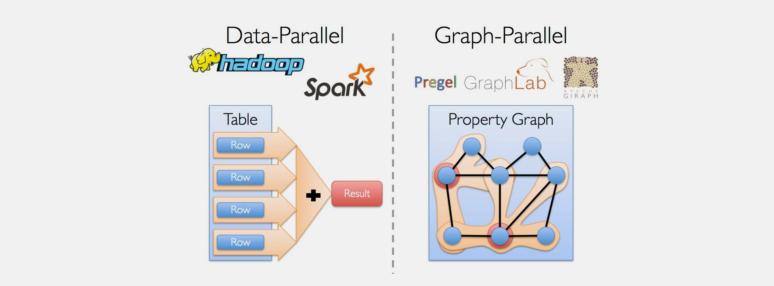 Data-Parallel
hadoop
Spark
Table
Row
Row
Row
Row
+
Result
Graph-Parallel
Pregel
GraphLab
GIRAPH
Property Graph